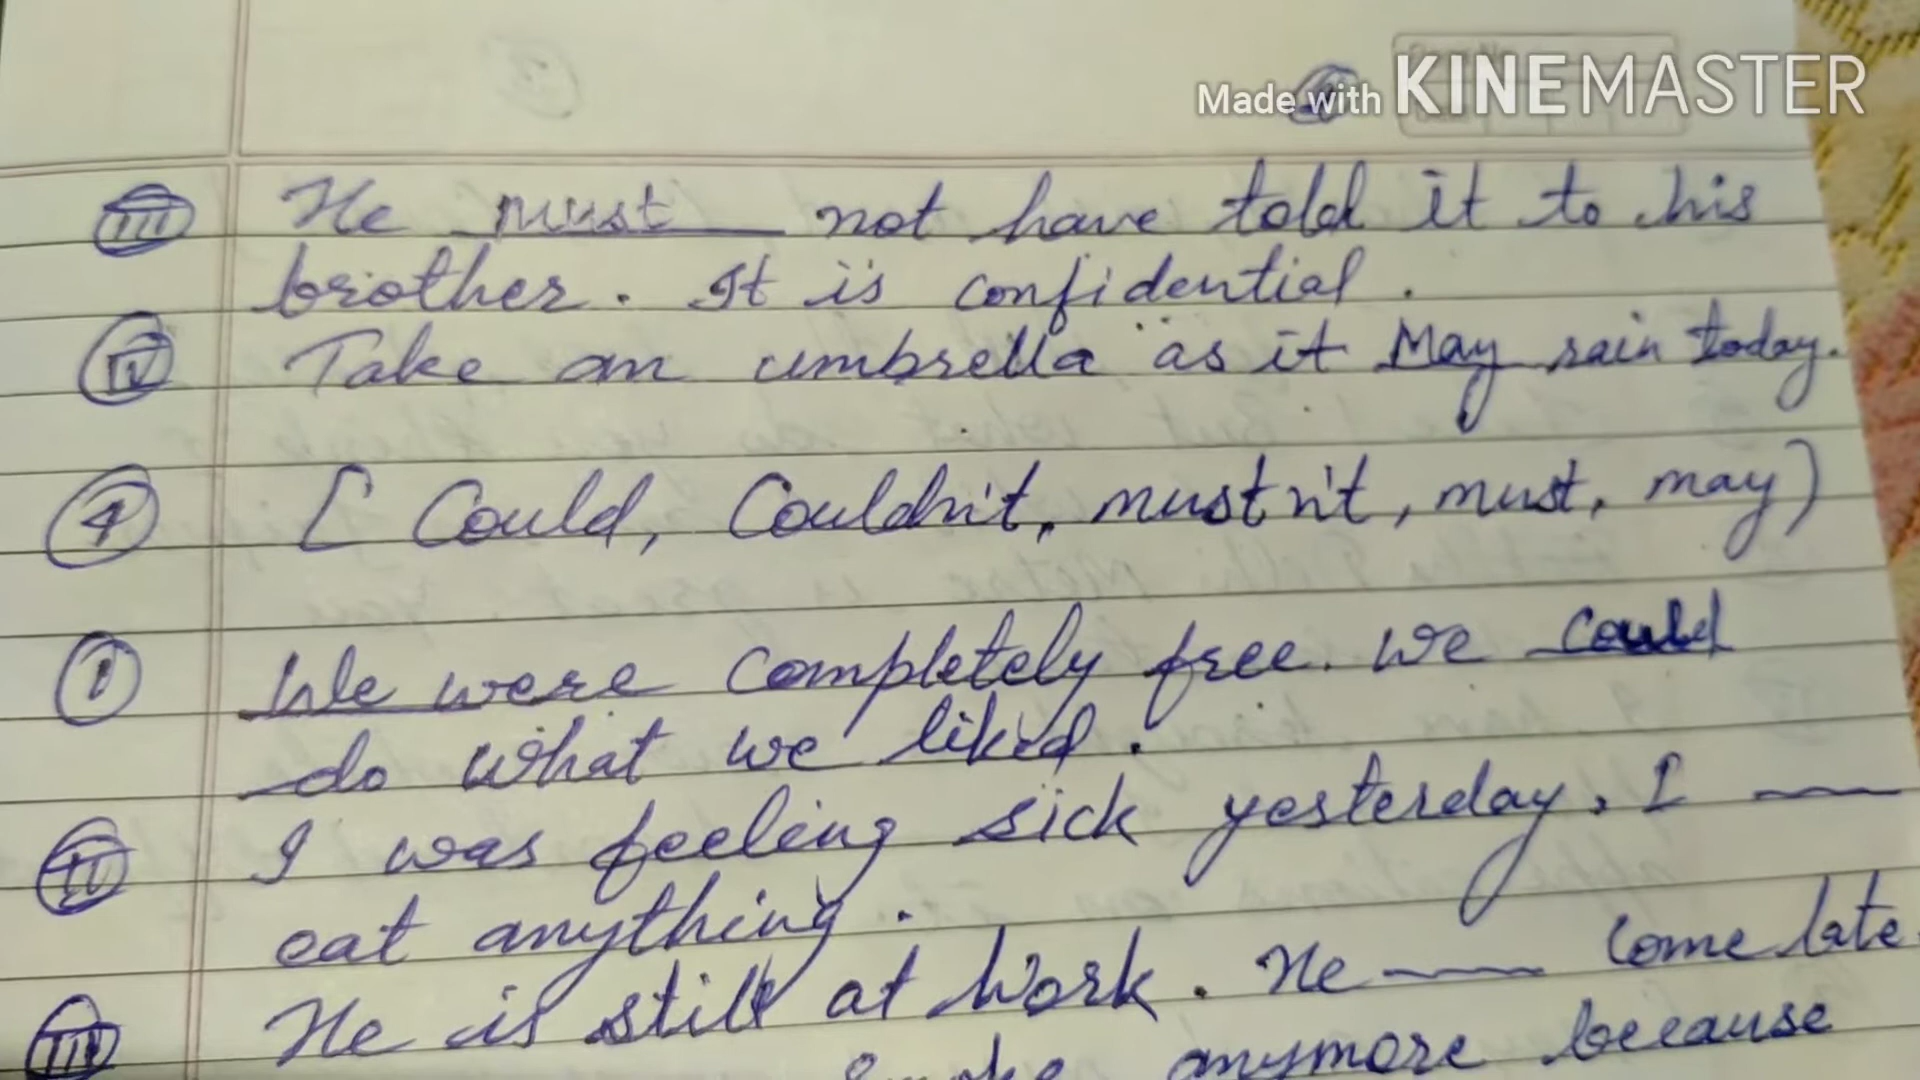 Made with KINEMASTER
III He must not have told it to his
brother. It is confidential.
IV Take an umbrella as it May rain today.
4 [ Could, Couldn't, mustn't, must, may)
I We were completely free. we could
do what we liked.
II I was feeling sick yesterday, I ___
eat anything.
III He is still at work. He ___ come late.
smoke anymore because